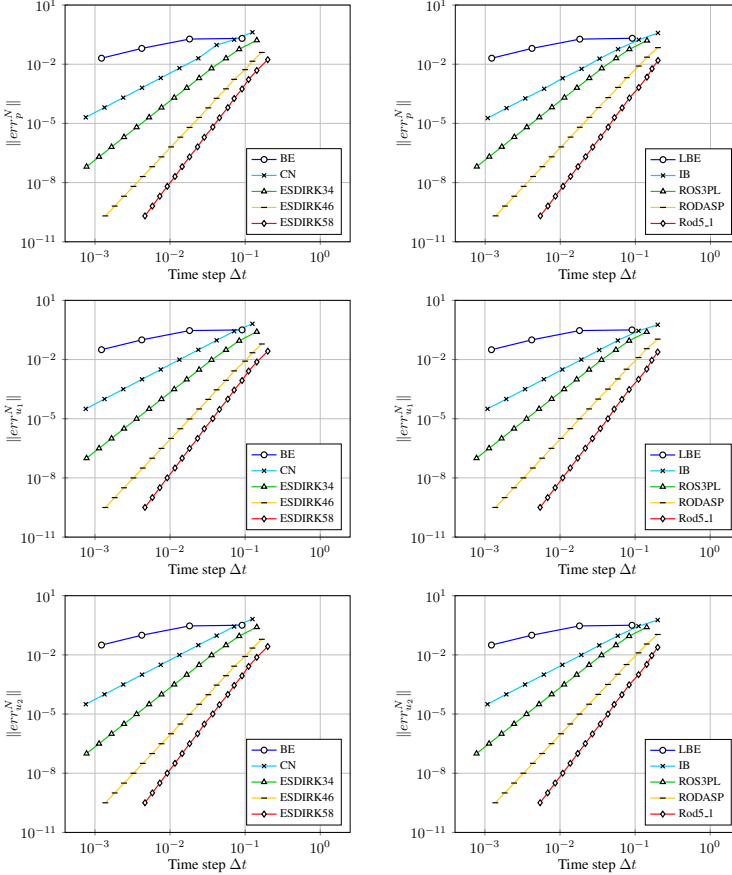 10^1
10^−2
10^−5
10^−8
10^−11
||err_p^N||
BE
CN
ESDIRK34
ESDIRK46
ESDIRK58
10^−3 10^−2 10^−1 10^0
Time step Δt
10^1
10^−2
10^−5
10^−8
10^−11
||err_p^N||
LBE
IB
ROS3PL
RODASP
Rod5_1
10^−3 10^−2 10^−1 10^0
Time step Δt
10^1
10^−2
10^−5
10^−8
10^−11
||err_{u_1}^N||
BE
CN
ESDIRK34
ESDIRK46
ESDIRK58
10^−3 10^−2 10^−1 10^0
Time step Δt
10^1
10^−2
10^−5
10^−8
10^−11
||err_{u_1}^N||
LBE
IB
ROS3PL
RODASP
Rod5_1
10^−3 10^−2 10^−1 10^0
Time step Δt
10^1
10^−2
10^−5
10^−8
10^−11
||err_{u_2}^N||
BE
CN
ESDIRK34
ESDIRK46
ESDIRK58
10^−3 10^−2 10^−1 10^0
Time step Δt
10^1
10^−2
10^−5
10^−8
10^−11
||err_{u_2}^N||
LBE
IB
ROS3PL
RODASP
Rod5_1
10^−3 10^−2 10^−1 10^0
Time step Δt